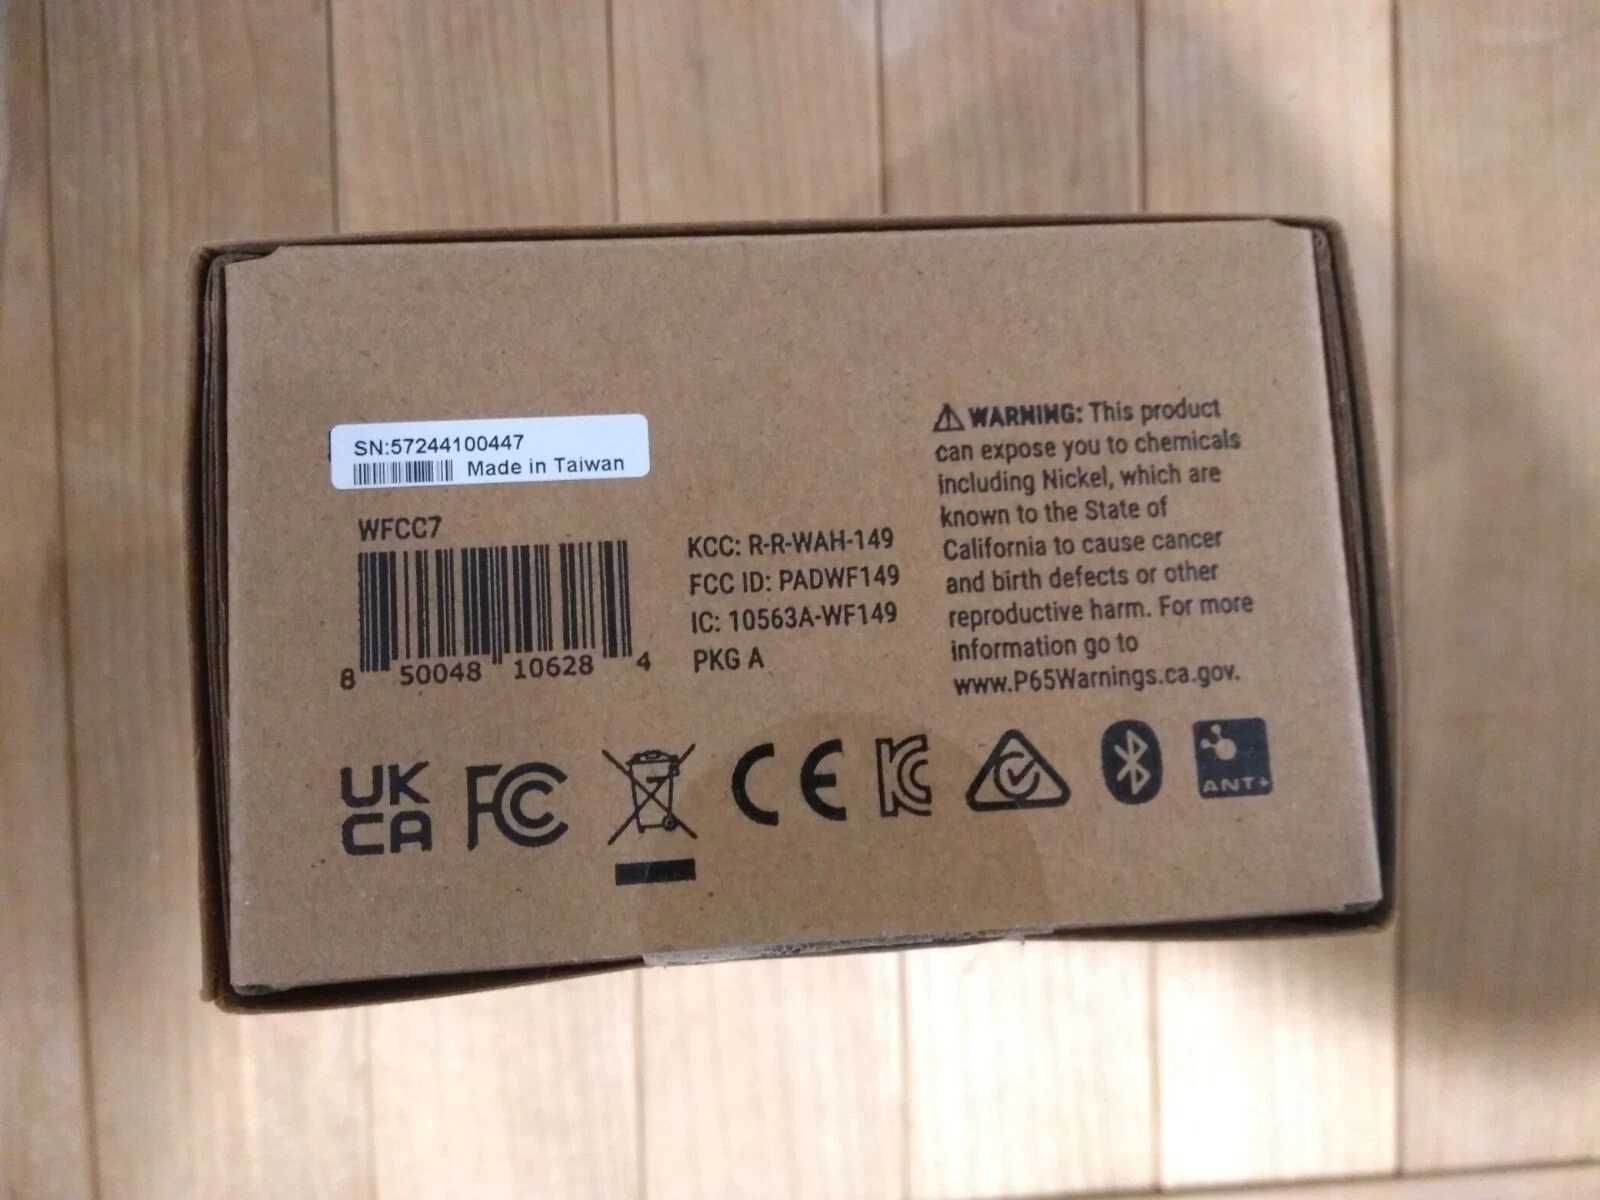 SN:57244100447
Made in Taiwan
WFCC7
8 50048 10628 4
KCC: R-R-WAH-149
FCC ID: PADWF149
IC: 10563A-WF149
PKG A
WARNING: This product
can expose you to chemicals
including Nickel, which are
known to the State of
California to cause cancer
and birth defects or other
reproductive harm. For more
information go to
www.P65Warnings.ca.gov.
UK
CA
FC
CE
KC
ANT+